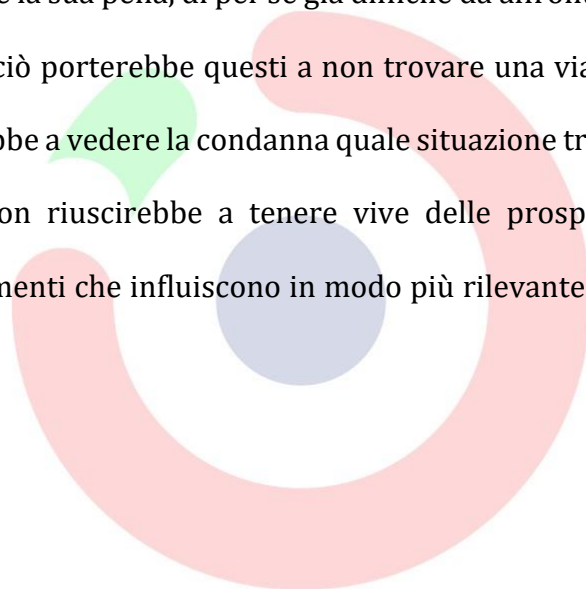 e la sua pena, di per sé già difficile da affront
ciò porterebbe questi a non trovare una via
bbe a vedere la condanna quale situazione tr
on riuscirebbe a tenere vive delle prosp
menti che influiscono in modo più rilevante